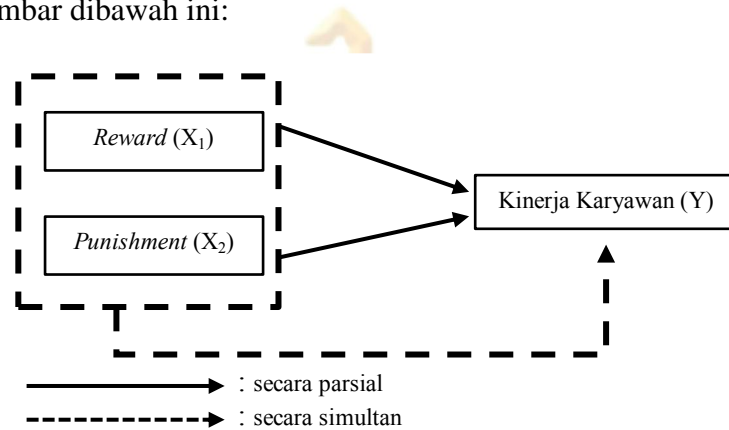 mbar dibawah ini:
Reward (X₁)
Kinerja Karyawan (Y)
Punishment (X₂)
: secara parsial
: secara simultan